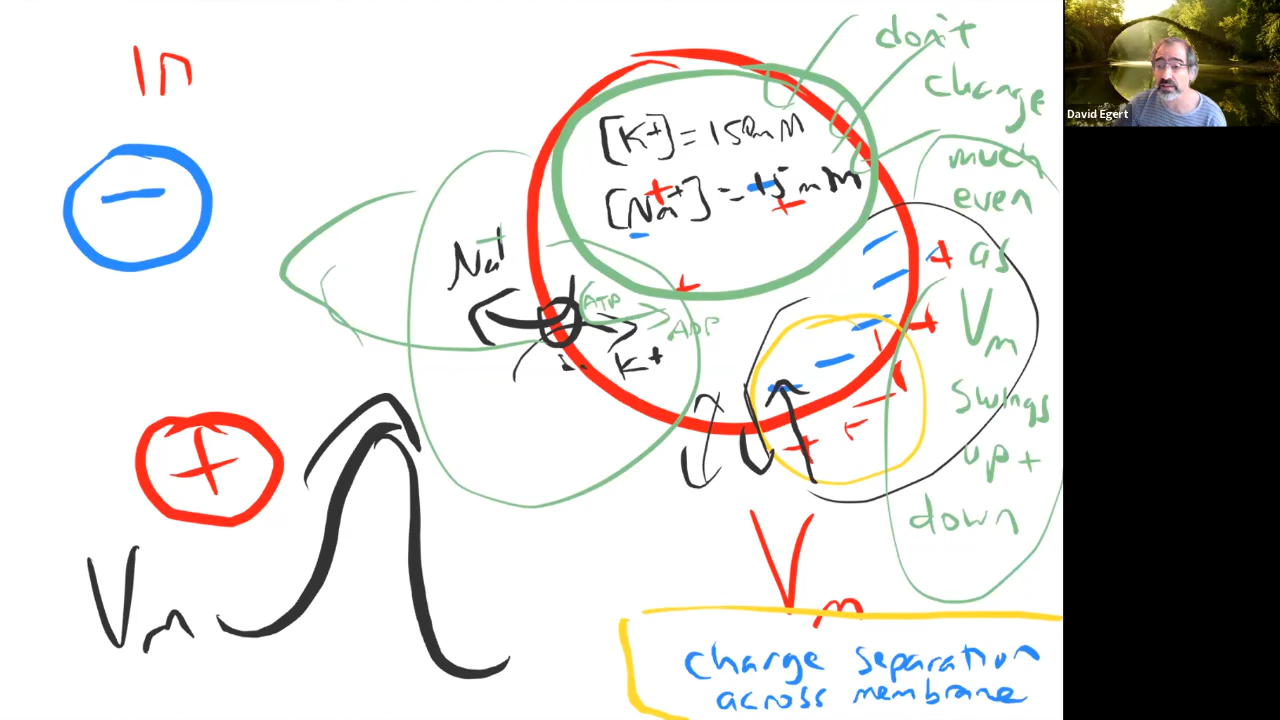 In
don't
change
much
even
as
Vm
swings
up +
down
[K+] = 150mM
[Na+] = 15mM
Na+
ATP
ADP
K+
Vm
Vm
charge separation
across membrane
David Egert